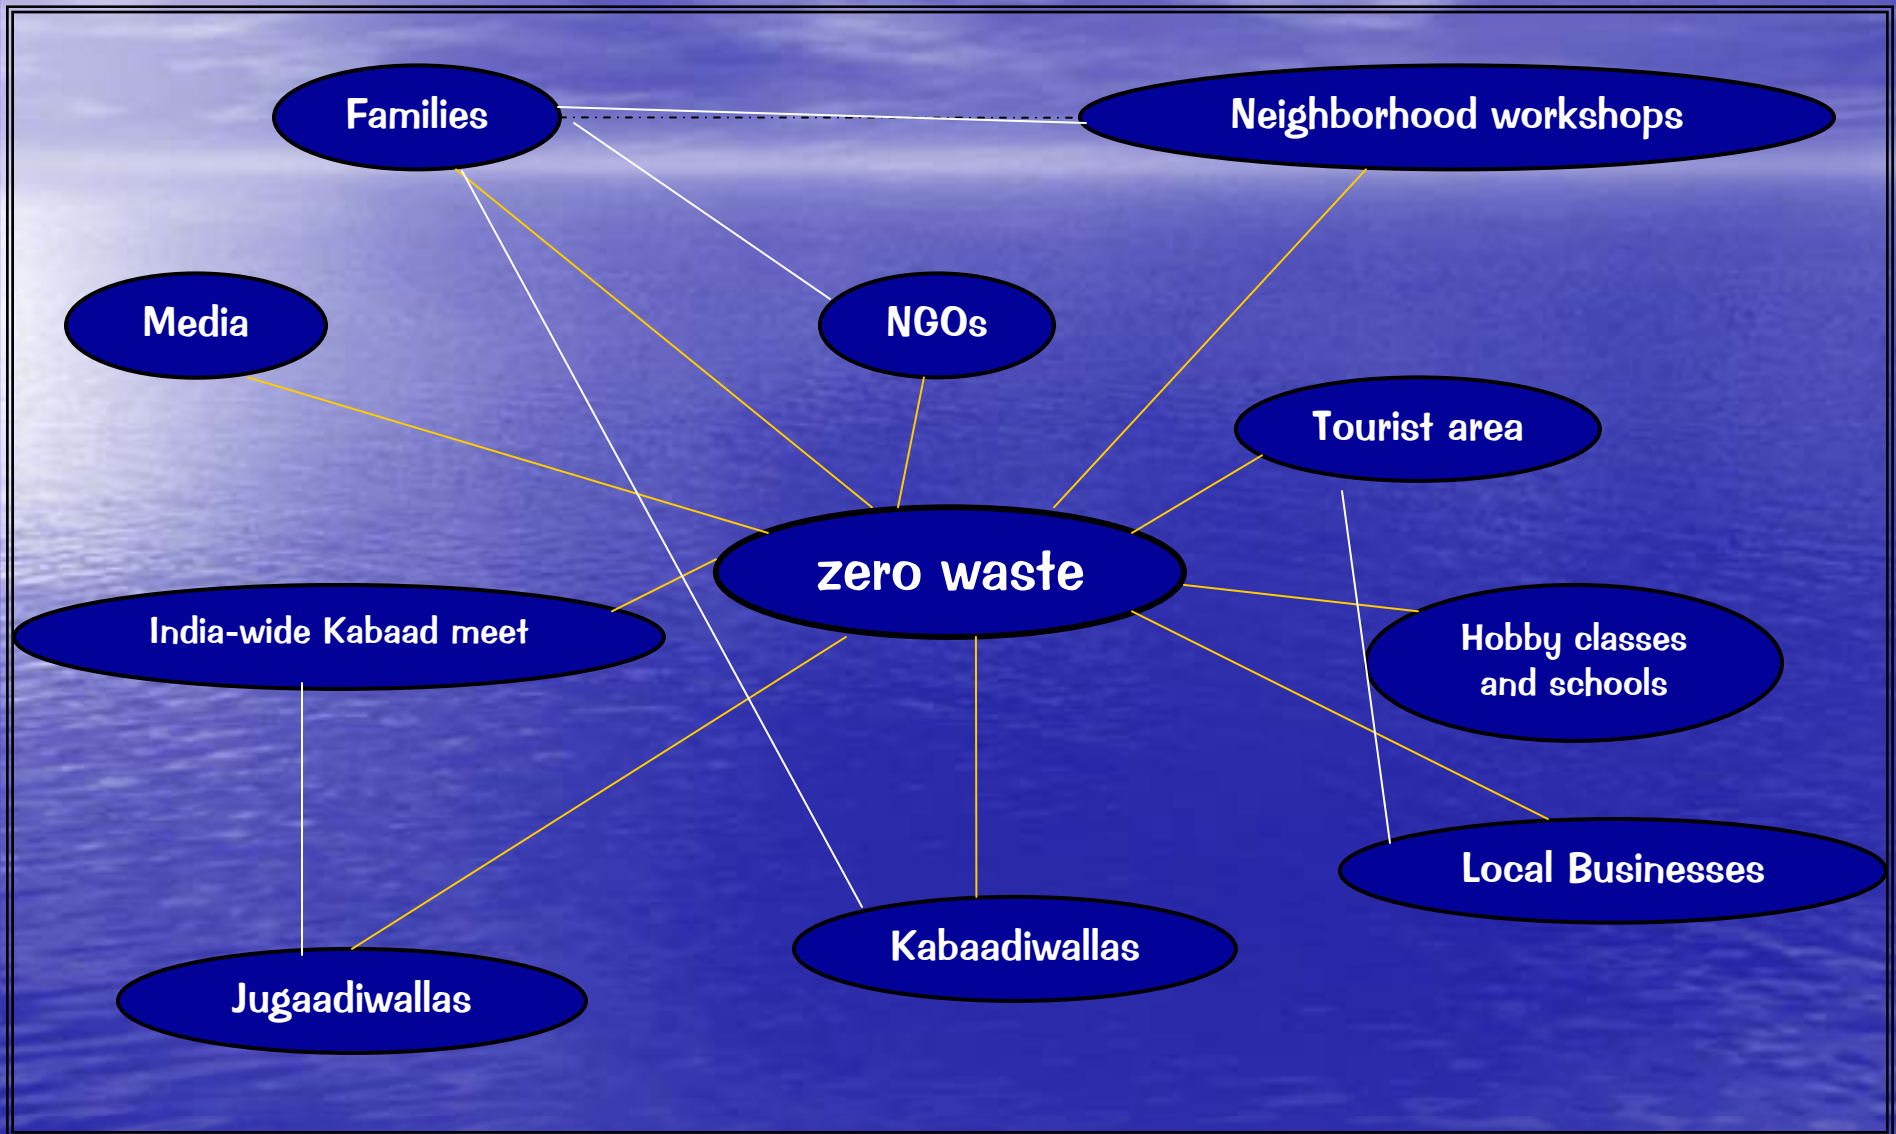 Families
Neighborhood workshops
Media
NGOs
Tourist area
zero waste
India-wide Kabaad meet
Hobby classes
and schools
Local Businesses
Kabaadiwallas
Jugaadiwallas